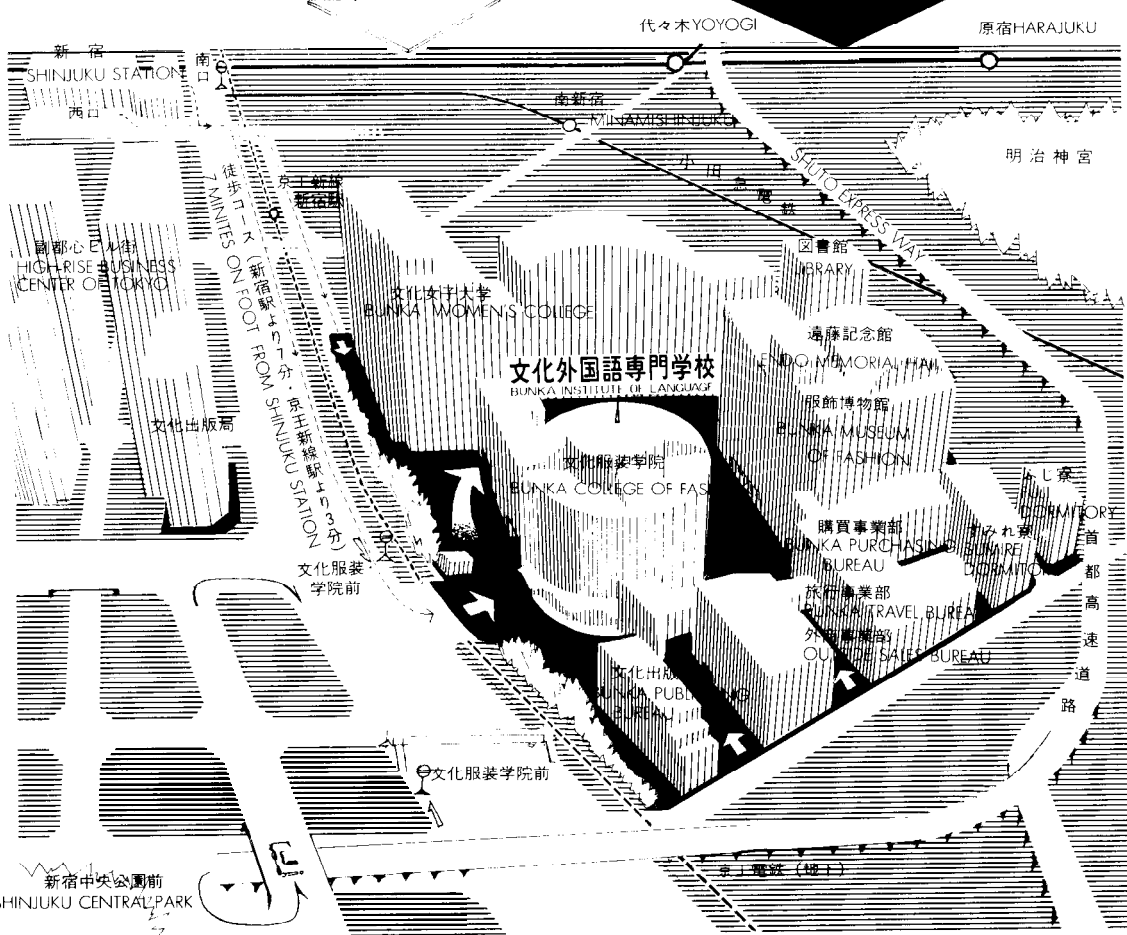 代々木YOYOGI
原宿HARAJUKU
新宿
SHINJUKU STATION
南口
西口
南新宿
MINAMISHINJUKU
小田急電鉄
SHUTO EXPRESS WAY
明治神宮
京王新線
新宿駅
徒歩コース(新宿駅より7分・京王新線駅より3分)
7 MINITES ON FOOT FROM SHINJUKU STATION
副都心ビル街
HIGH-RISE BUSINESS
CENTER OF TOKYO
図書館
LIBRARY
文化女子大学
BUNKA WOMEN'S COLLEGE
遠藤記念館
ENDO MEMORIAL HALL
文化外国語専門学校
BUNKA INSTITUTE OF LANGUAGE
服飾博物館
BUNKA MUSEUM
OF FASHION
文化出版局
文化服装学院
BUNKA COLLEGE OF FAS
ふじ寮
FUJI
DORMITORY
すみれ寮
SUMIRE
DORMITO
購買事業部
BUNKA PURCHASING
BUREAU
首都高速道路
文化服装
学院前
旅行事業部
BUNKA TRAVEL BUREA
外商事業部
OUTSIDE SALES BUREAU
文化出版
BUNKA PUBLISHING
BUREAU
文化服装学院前
京王電鉄(地下)
新宿中央公園前
SHINJUKU CENTRAL PARK